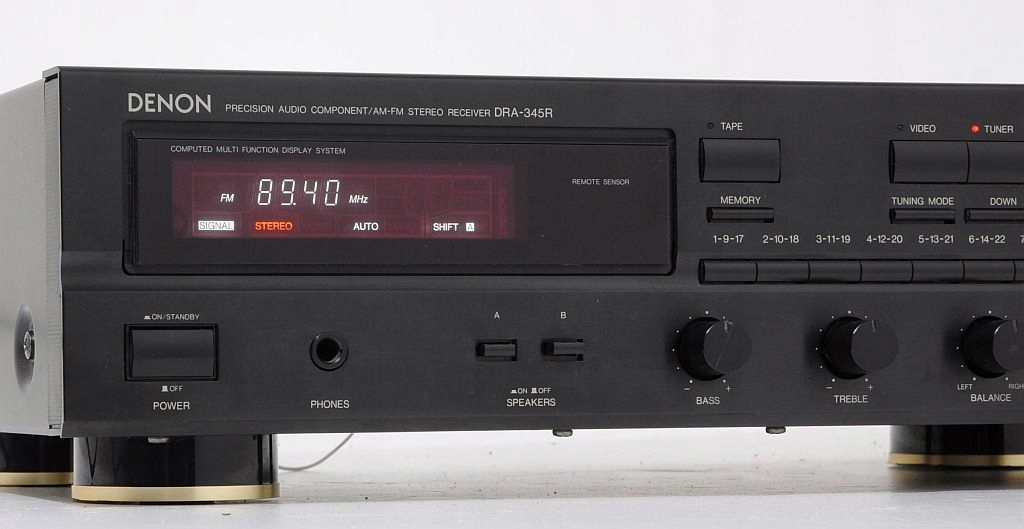 DENON PRECISION AUDIO COMPONENT/AM-FM STEREO RECEIVER DRA-345R
TAPE VIDEO TUNER
COMPUTED MULTI FUNCTION DISPLAY SYSTEM
REMOTE SENSOR
FM 89.40 MHz
SIGNAL STEREO AUTO SHIFT A
MEMORY TUNING MODE DOWN
1-9-17 2-10-18 3-11-19 4-12-20 5-13-21 6-14-22 7
ON/STANDBY
A B
OFF
POWER
PHONES
ON OFF
SPEAKERS
- +
BASS
- +
TREBLE
LEFT RIGH
BALANCE